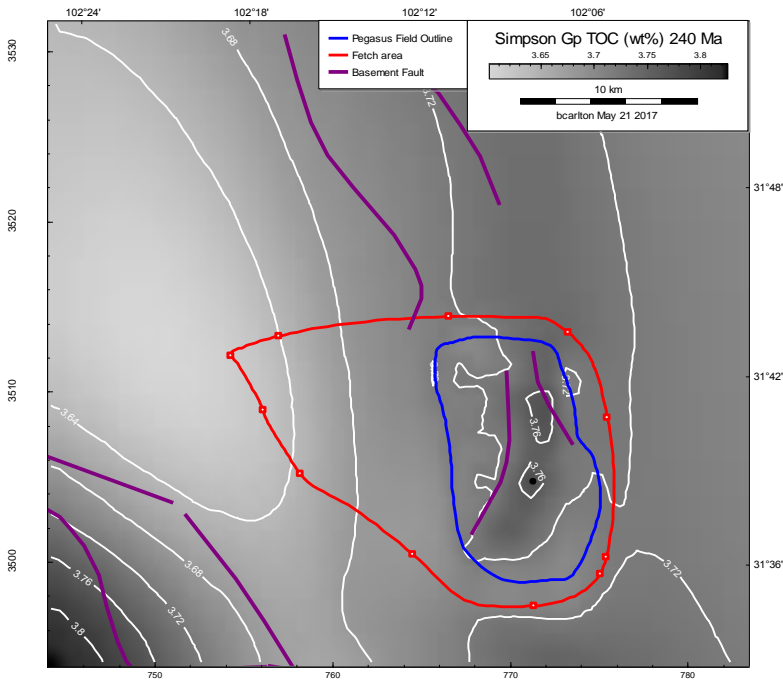 102°24' 102°18' 102°12' 102°06'
Pegasus Field Outline
Fetch area
Basement Fault
Simpson Gp TOC (wt%) 240 Ma
3.65 3.7 3.75 3.8
10 km
bcarlton May 21 2017
3530
3520
3510
3500
31°48'
31°42'
31°36'
3.68
3.72
3.72
3.76
3.76
3.64
3.68
3.72
3.76
3.8
3.72
750 760 770 780